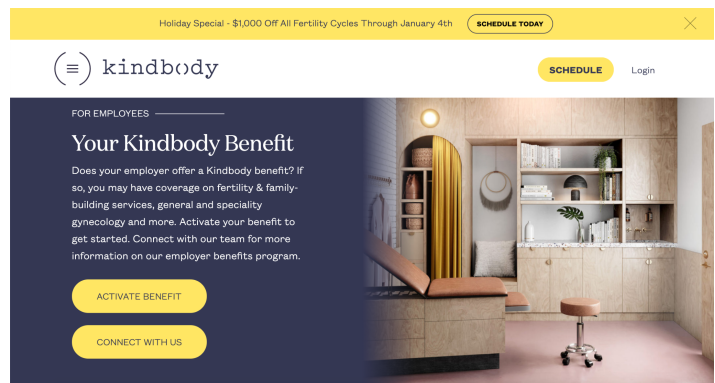 Holiday Special - $1,000 Off All Fertility Cycles Through January 4th
SCHEDULE TODAY
kindbody
SCHEDULE
Login
FOR EMPLOYEES
Your Kindbody Benefit
Does your employer offer a Kindbody benefit? If
so, you may have coverage on fertility & family-
building services, general and speciality
gynecology and more. Activate your benefit to
get started. Connect with our team for more
information on our employer benefits program.
ACTIVATE BENEFIT
CONNECT WITH US